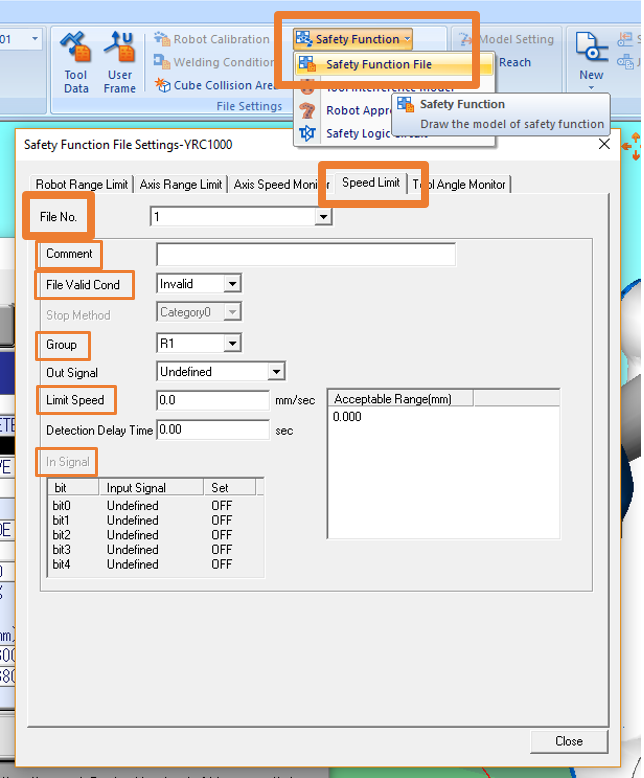 01
Tool
Data
User
Frame
Robot Calibration
Welding Condition
Cube Collision Area
File Settings
Safety Function
Safety Function File
Robot Appr
Safety Logic
Model Setting
Reach
New
Safety Function
Draw the model of safety function
Safety Function File Settings-YRC1000
Robot Range Limit
Axis Range Limit
Axis Speed Monitor
Speed Limit
Tool Angle Monitor
File No.
1
Comment
File Valid Cond
Invalid
Stop Method
Category0
Group
R1
Out Signal
Undefined
Limit Speed
0.0
mm/sec
Detection Delay Time
0.00
sec
Acceptable Range(mm)
0.000
In Signal
bit Input Signal Set
bit0 Undefined OFF
bit1 Undefined OFF
bit2 Undefined OFF
bit3 Undefined OFF
bit4 Undefined OFF
Close